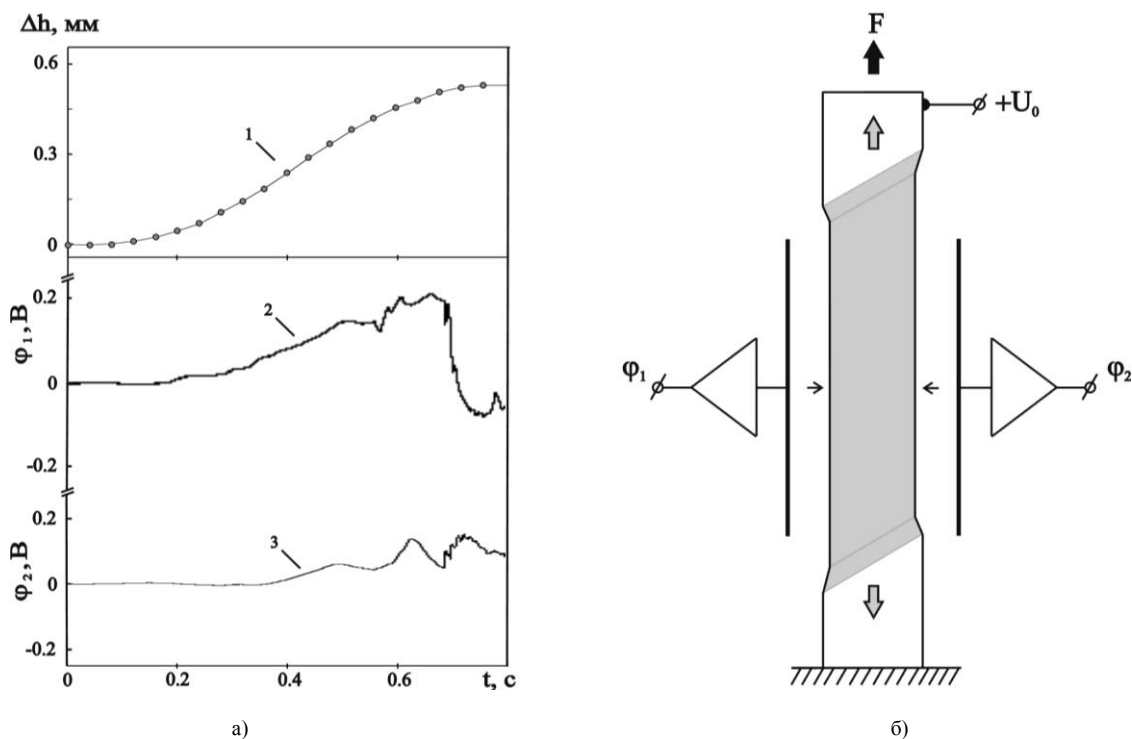 Δh, мм
0.6
0.3
0
1
φ₁, В
0.2
0
-0.2
2
φ₂, В
0.2
0
-0.2
3
0 0.2 0.4 0.6 t, с
а)
F
+U₀
φ₁
φ₂
б)